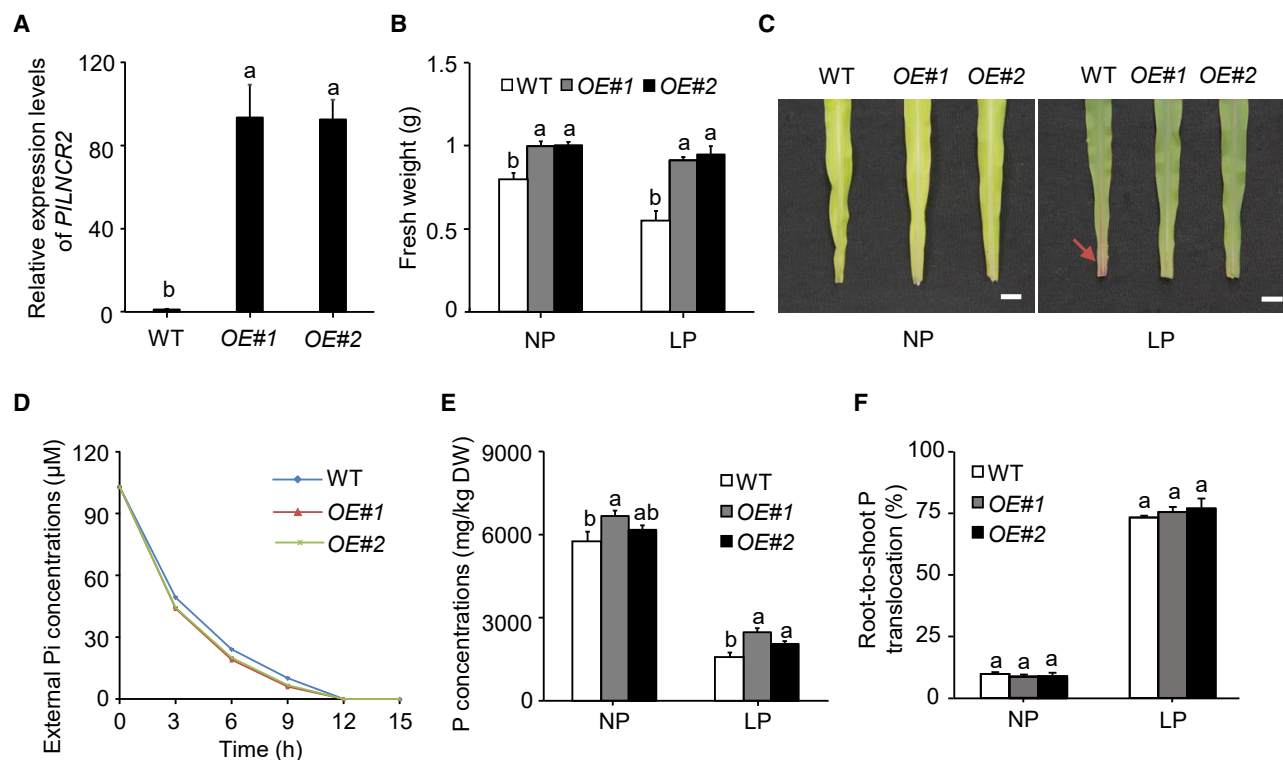 A
Relative expression levels
of PILNCR2
120
80
40
0
b
a
a
WT
OE#1
OE#2
B
Fresh weight (g)
1.5
1
0.5
0
WT
OE#1
OE#2
b
a
a
b
a
a
NP
LP
C
WT
OE#1
OE#2
WT
OE#1
OE#2
NP
LP
D
External Pi concentrations (µM)
120
90
60
30
0
WT
OE#1
OE#2
0
3
6
9
12
15
Time (h)
E
P concentrations (mg/kg DW)
9000
6000
3000
0
WT
OE#1
OE#2
b
a
ab
b
a
a
NP
LP
F
Root-to-shoot P
translocation (%)
100
75
50
25
0
WT
OE#1
OE#2
a
a
a
a
a
a
NP
LP